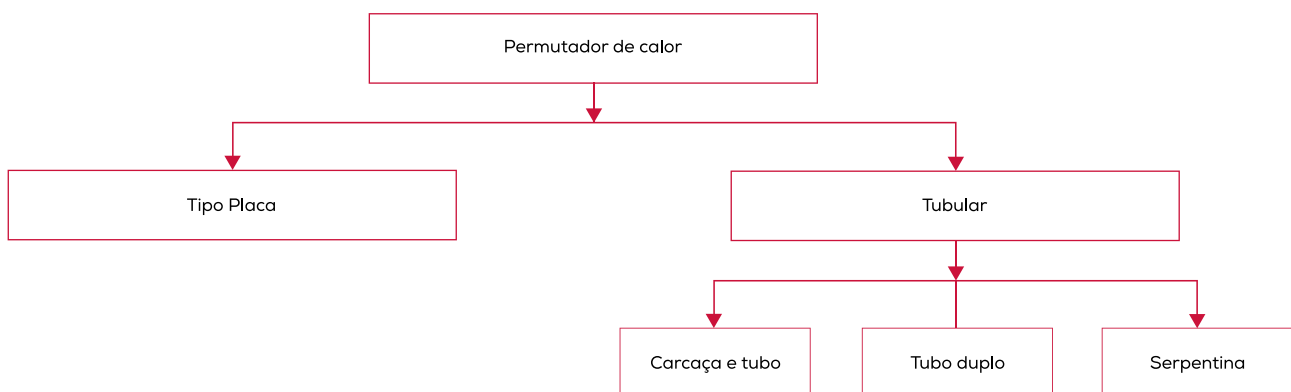 Permutador de calor
Tipo Placa
Tubular
Carcaça e tubo
Tubo duplo
Serpentina